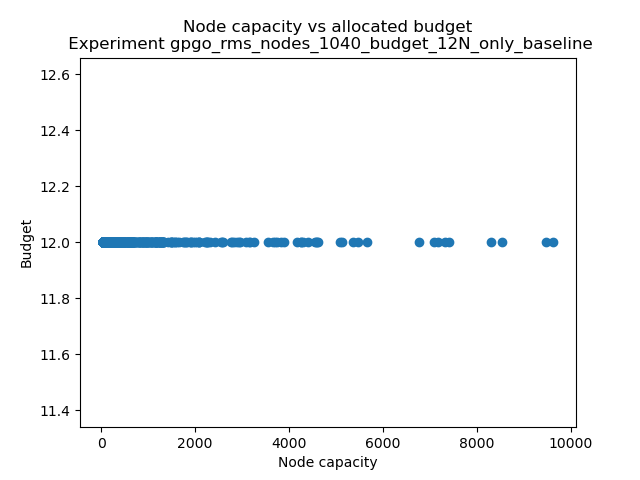 Node capacity vs allocated budget
Experiment gpgo_rms_nodes_1040_budget_12N_only_baseline
12.6
12.4
12.2
12.0
11.8
11.6
11.4
Budget
0 2000 4000 6000 8000 10000
Node capacity